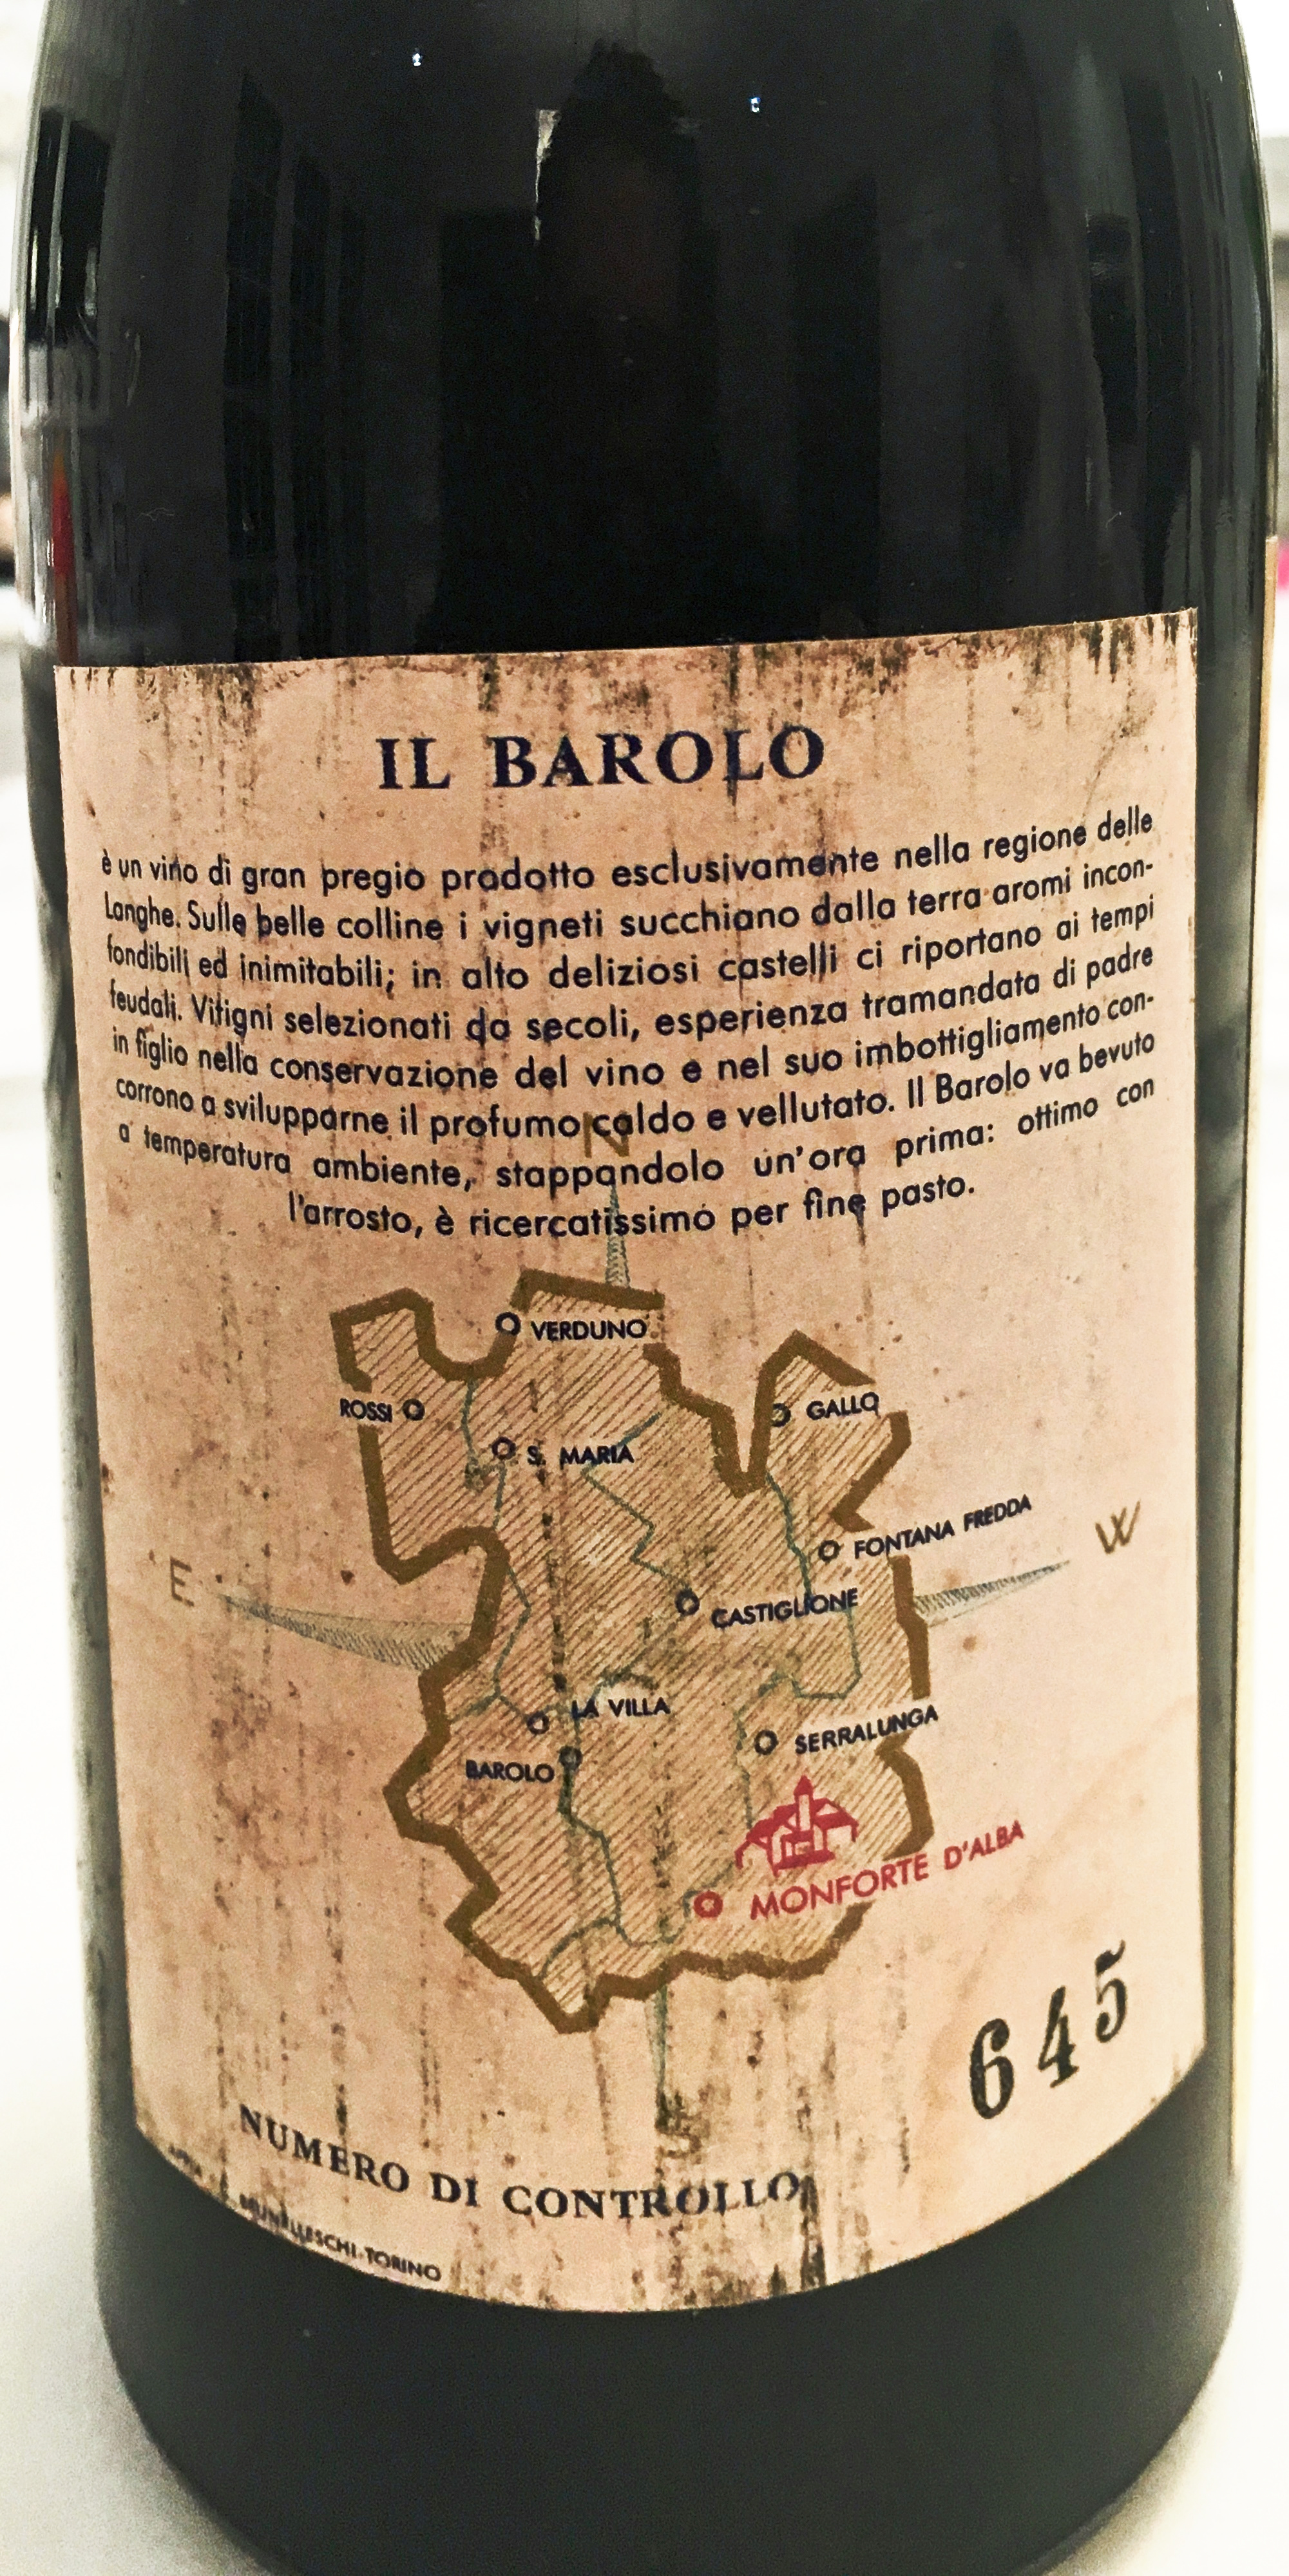 IL BAROLO
è un vino di gran pregio prodotto esclusivamente nella regione delle
Langhe. Sulle belle colline i vigneti succhiano dalla terra aromi incon-
fondibili ed inimitabili; in alto deliziosi castelli ci riportano ai tempi
feudali. Vitigni selezionati da secoli, esperienza tramandata di padre
in figlio nella conservazione del vino e nel suo imbottigliamento con-
corrono a svilupparne il profumo caldo e vellutato. Il Barolo va bevuto
a temperatura ambiente, stappandolo un'ora prima: ottimo con
l'arrosto, è ricercatissimo per fine pasto.
N
VERDUNO
ROSSI
GALLO
S. MARIA
FONTANA FREDDA
W
E
CASTIGLIONE
LA VILLA
SERRALUNGA
BAROLO
MONFORTE D'ALBA
645
S
NUMERO DI CONTROLLO
BRUNELLESCHI-TORINO